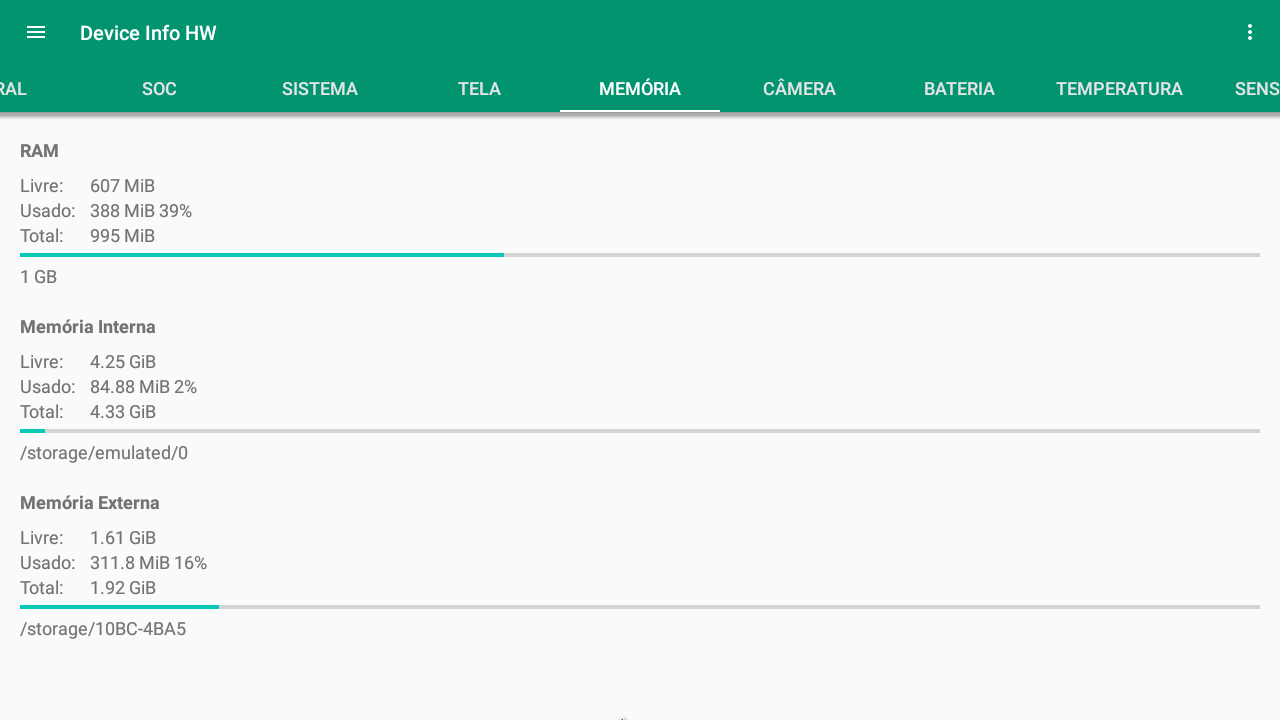 Device Info HW
RAL SOC SISTEMA TELA MEMÓRIA CÂMERA BATERIA TEMPERATURA SENS
RAM
Livre: 607 MiB
Usado: 388 MiB 39%
Total: 995 MiB
1 GB
Memória Interna
Livre: 4.25 GiB
Usado: 84.88 MiB 2%
Total: 4.33 GiB
/storage/emulated/0
Memória Externa
Livre: 1.61 GiB
Usado: 311.8 MiB 16%
Total: 1.92 GiB
/storage/10BC-4BA5